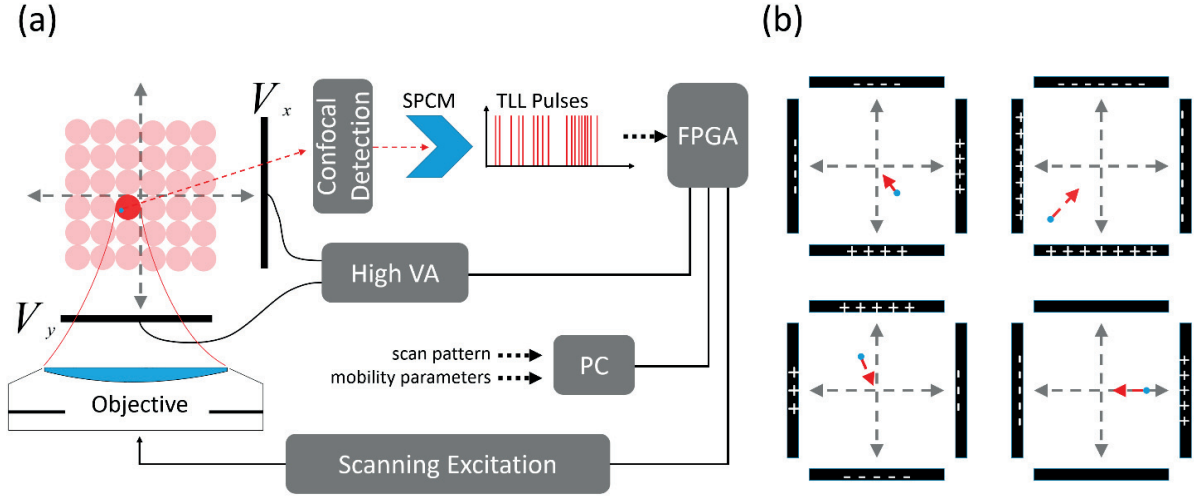 (a)
(b)
V x
Confocal
Detection
SPCM
TLL Pulses
FPGA
High VA
V y
scan pattern
mobility parameters
PC
Objective
Scanning Excitation
- - - -
- - - -
+ + + +
+ + + +
- - - - - - -
+ + + + + + +
- - - - - - -
+ + + + + + +
+ + + + +
+ + +
- - -
- - - - -
- - - - -
+ + + + +